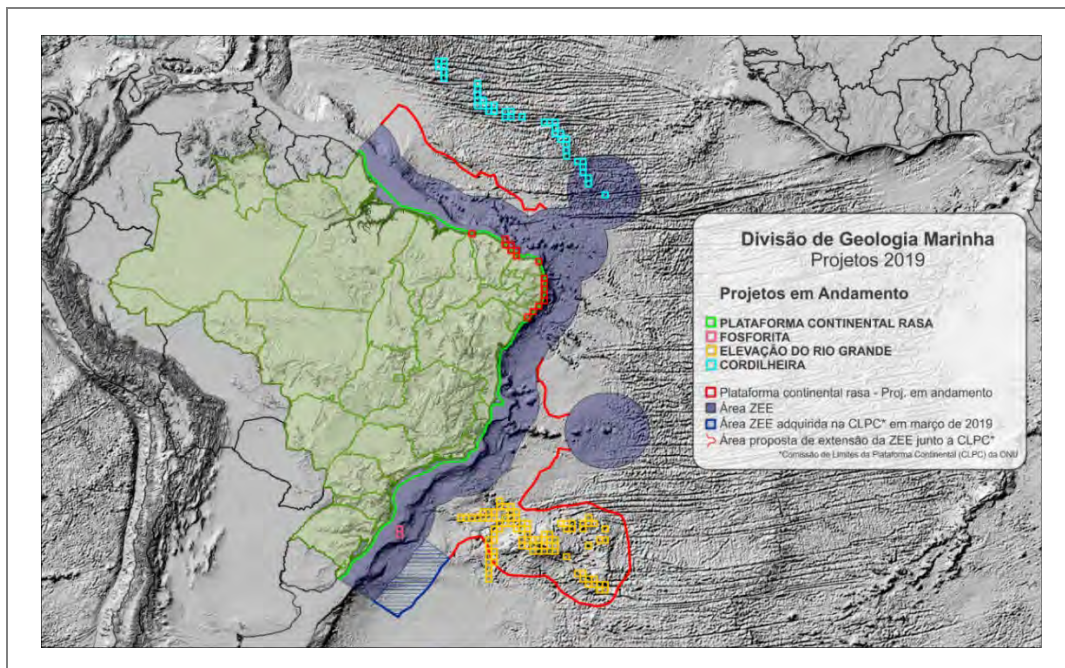 Divisão de Geologia Marinha
Projetos 2019
Projetos em Andamento
PLATAFORMA CONTINENTAL RASA
FOSFORITA
ELEVAÇÃO DO RIO GRANDE
CORDILHEIRA
Plataforma continental rasa - Proj. em andamento
Área ZEE
Área ZEE adquirida na CLPC* em março de 2019
Área proposta de extensão da ZEE junto a CLPC*
*Comissão de Limites da Plataforma Continental (CLPC) da ONU